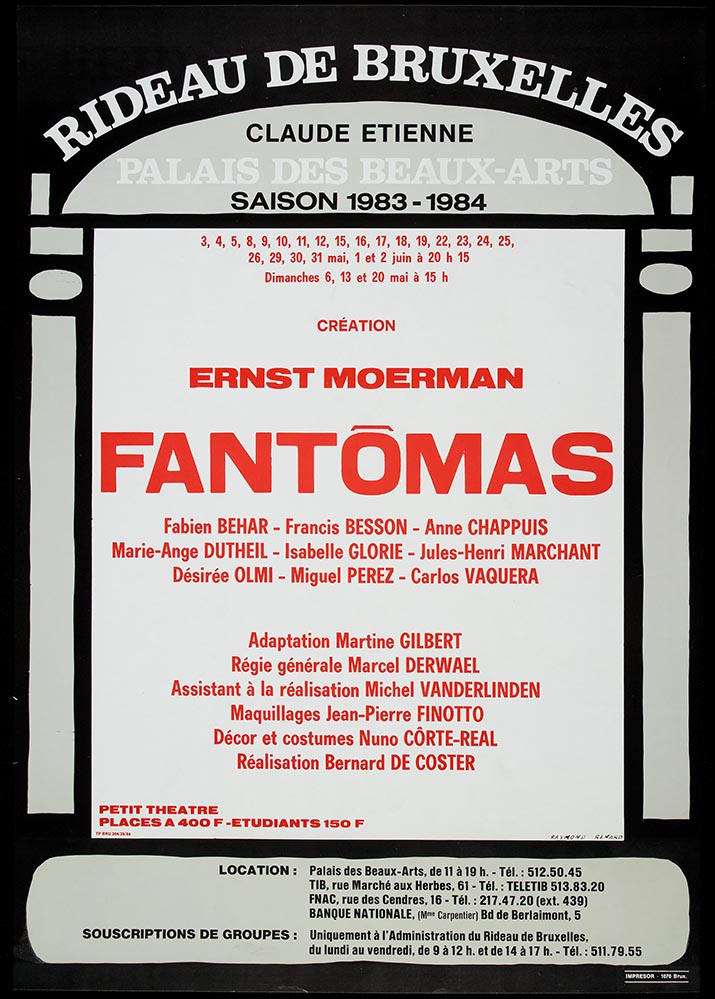 RIDEAU DE BRUXELLES
CLAUDE ETIENNE
PALAIS DES BEAUX-ARTS
SAISON 1983-1984
3, 4, 5, 8, 9, 10, 11, 12, 15, 16, 17, 18, 19, 22, 23, 24, 25,
26, 29, 30, 31 mai, 1 et 2 juin à 20 h 15
Dimanches 6, 13 et 20 mai à 15 h
CRÉATION
ERNST MOERMAN
FANTÔMAS
Fabien BEHAR - Francis BESSON - Anne CHAPPUIS
Marie-Ange DUTHEIL - Isabelle GLORIE - Jules-Henri MARCHANT
Désirée OLMI - Miguel PEREZ - Carlos VAQUERA
Adaptation Martine GILBERT
Régie générale Marcel DERWAEL
Assistant à la réalisation Michel VANDERLINDEN
Maquillages Jean-Pierre FINOTTO
Décor et costumes Nuno CÔRTE-REAL
Réalisation Bernard DE COSTER
PETIT THEATRE
PLACES A 400 F - ETUDIANTS 150 F
RAYMOND RENARD
LOCATION : Palais des Beaux-Arts, de 11 à 19 h. - Tél. : 512.50.45
TIB, rue Marché aux Herbes, 61 - Tél. : TELETIB 513.83.20
FNAC, rue des Cendres, 16 - Tél. : 217.47.20 (ext. 439)
BANQUE NATIONALE, (Mme Carpentier) Bd de Berlaimont, 5
SOUSCRIPTIONS DE GROUPES : Uniquement à l'Administration du Rideau de Bruxelles,
du lundi au vendredi, de 9 à 12 h. et de 14 à 17 h. - Tél. : 511.79.55
IMPRESOR - 1070 Brux.